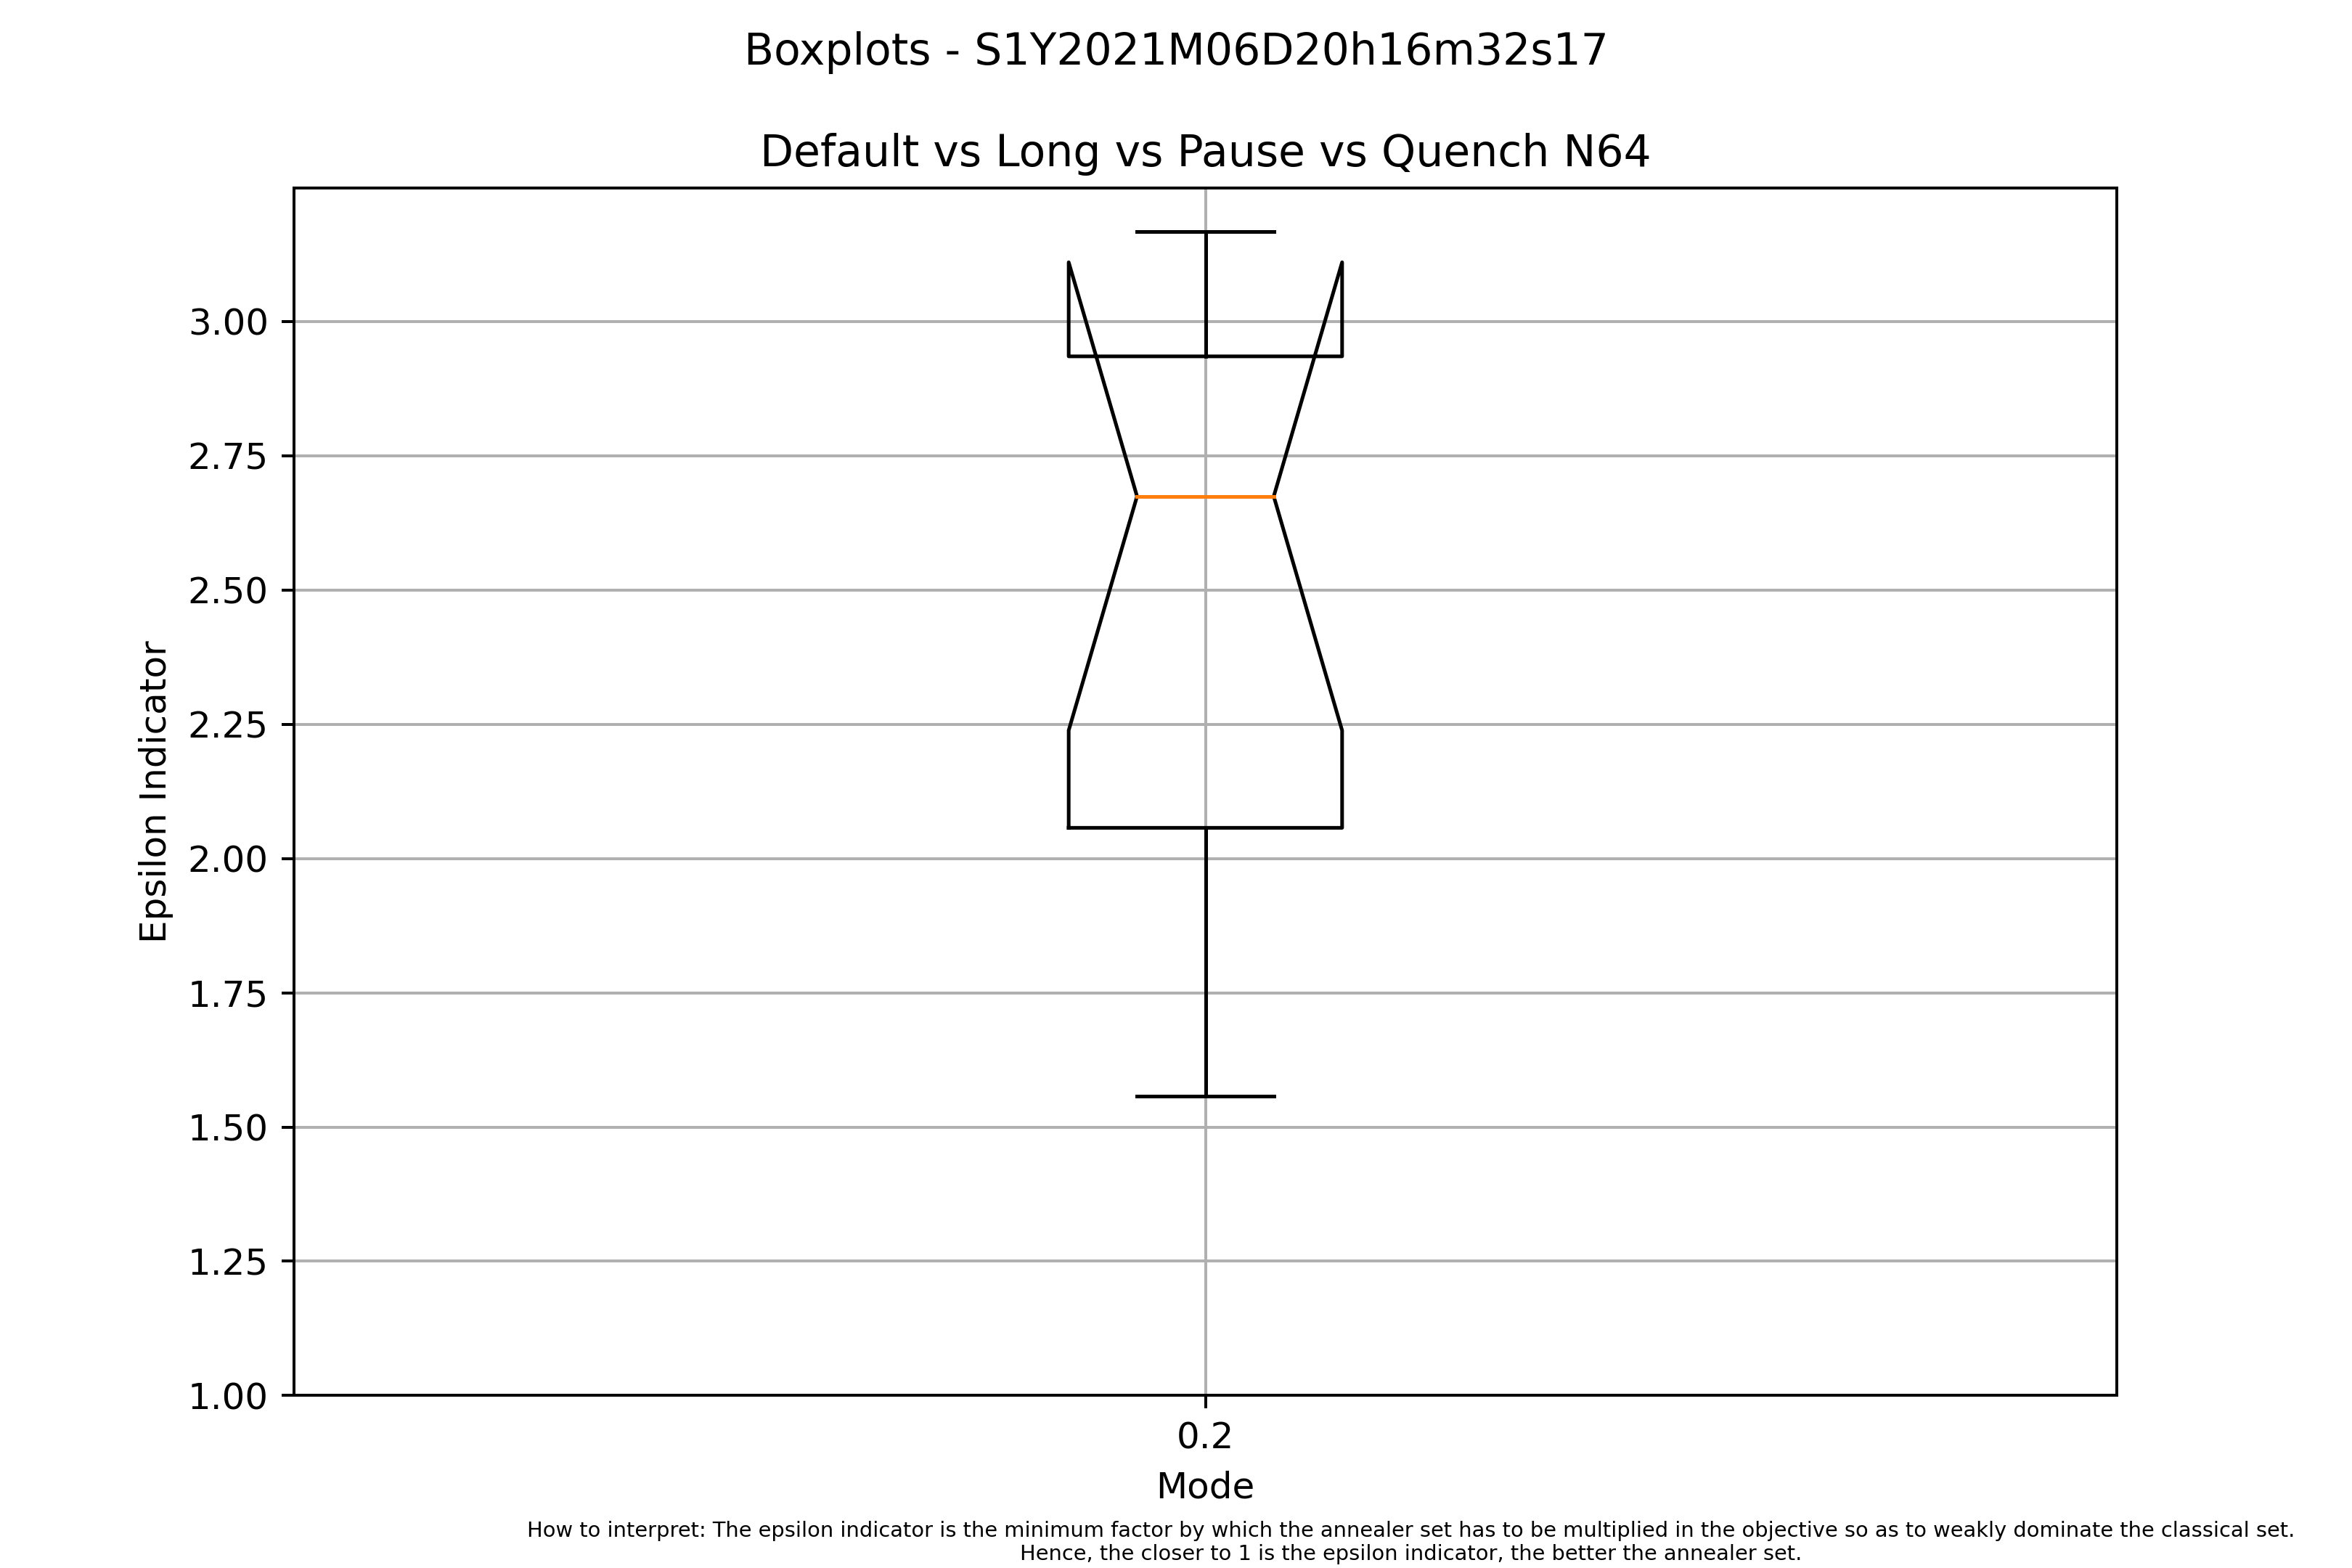 Boxplots - S1Y2021M06D20h16m32s17
Default vs Long vs Pause vs Quench N64
3.00
2.75
2.50
2.25
2.00
1.75
1.50
1.25
1.00
Epsilon Indicator
0.2
Mode
How to interpret: The epsilon indicator is the minimum factor by which the annealer set has to be multiplied in the objective so as to weakly dominate the classical set.
Hence, the closer to 1 is the epsilon indicator, the better the annealer set.